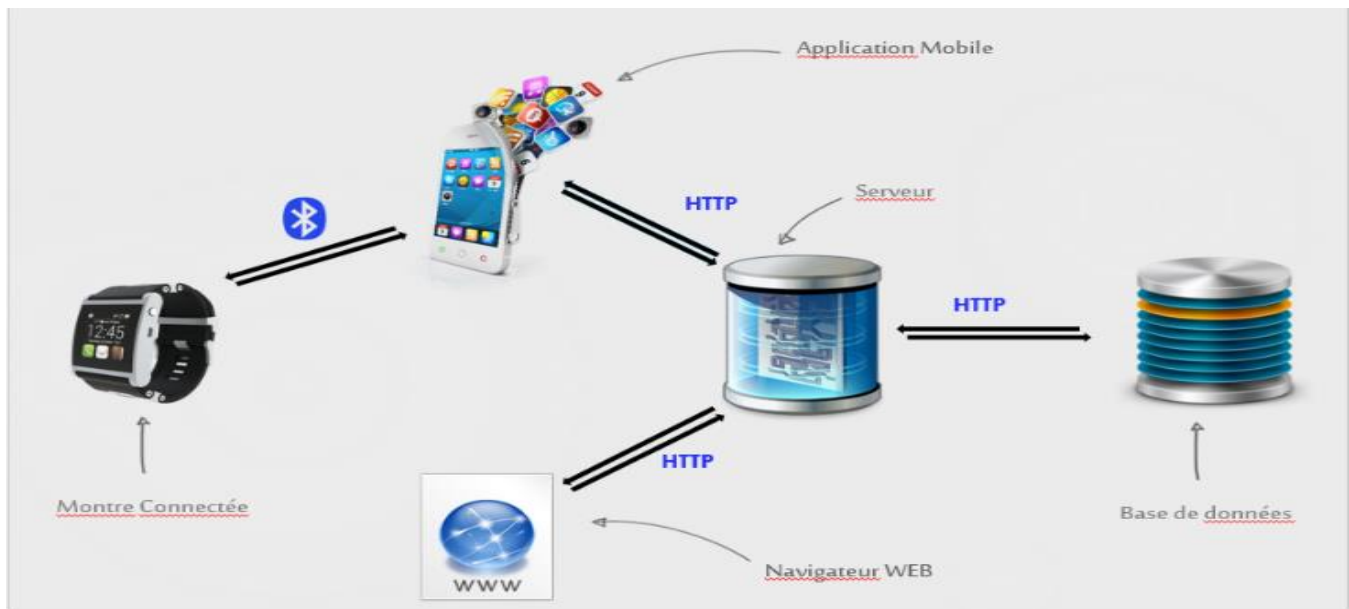 Application Mobile
Serveur
HTTP
HTTP
12:45
HTTP
Montre Connectée
Base de données
Navigateur WEB
WWW